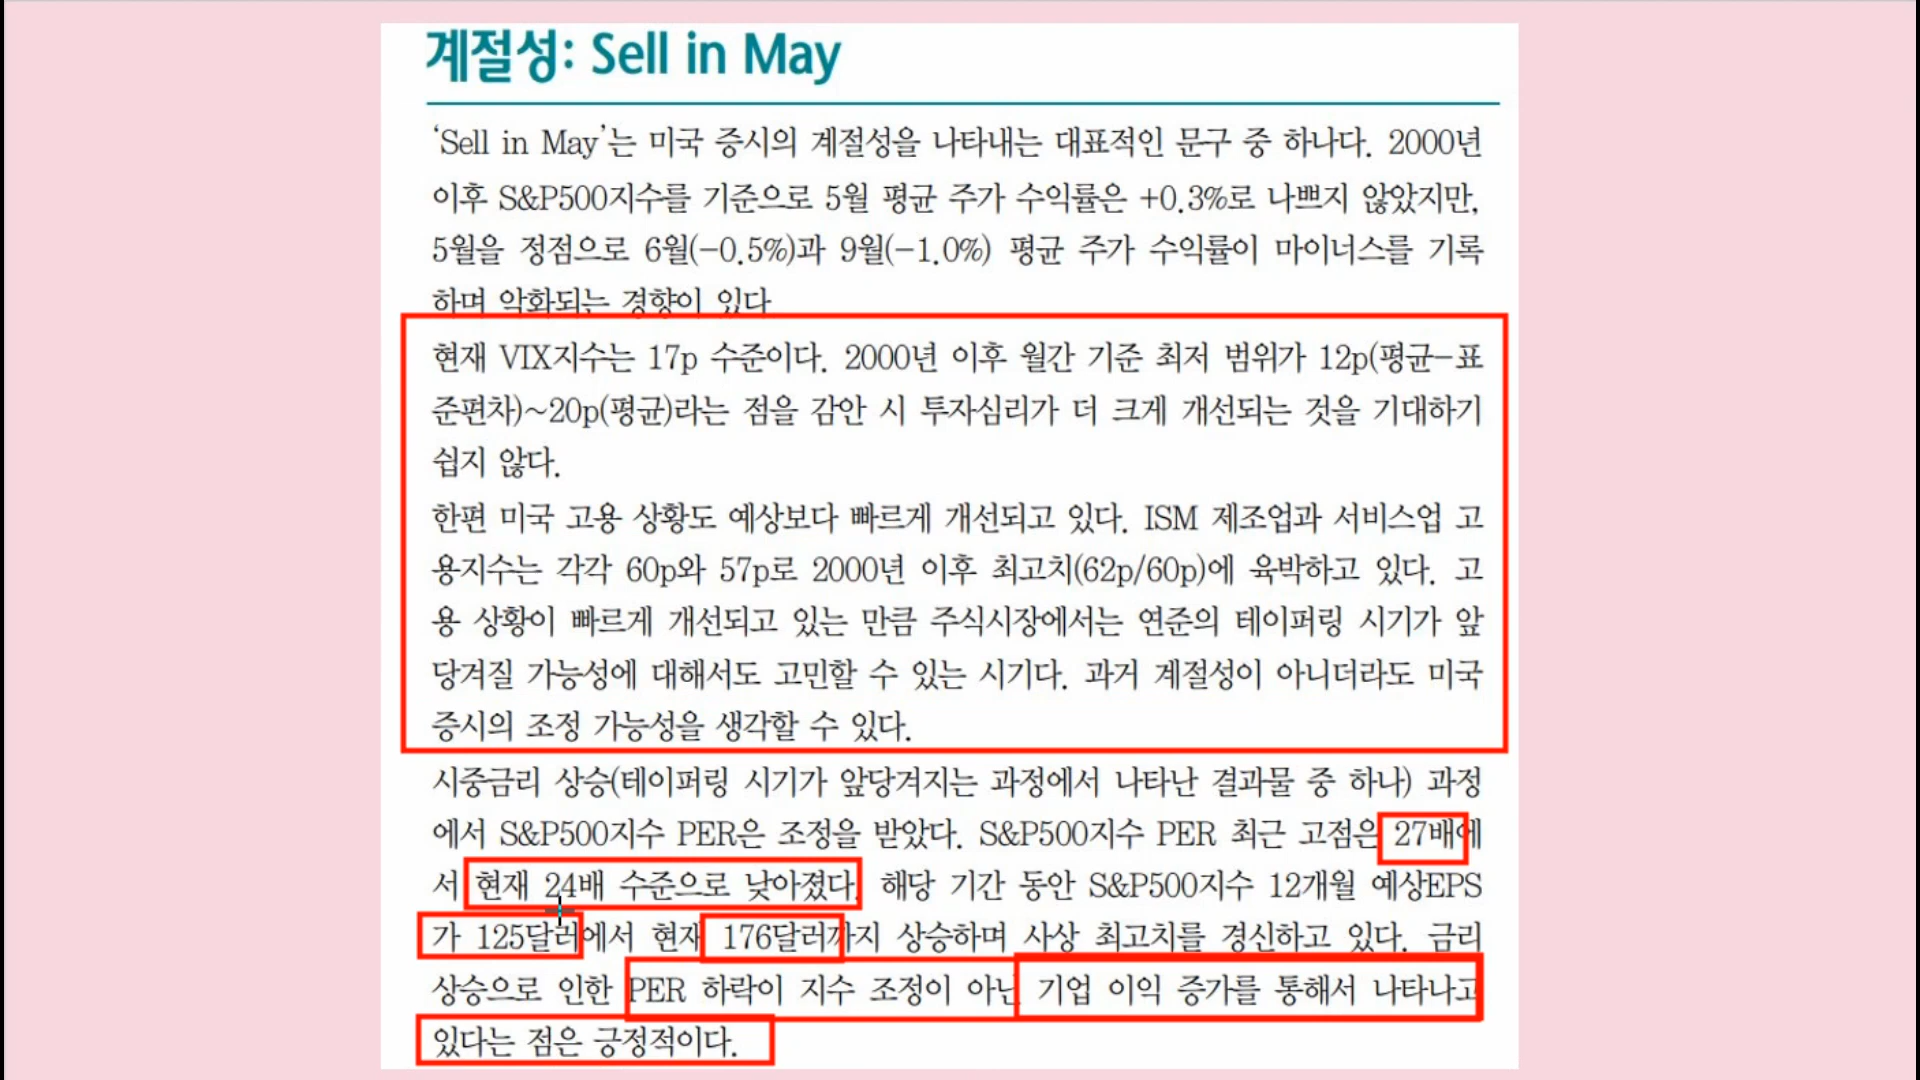 계절성: Sell in May
‘Sell in May’는 미국 증시의 계절성을 나타내는 대표적인 문구 중 하나다. 2000년
이후 S&P500지수를 기준으로 5월 평균 주가 수익률은 +0.3%로 나쁘지 않았지만,
5월을 정점으로 6월(-0.5%)과 9월(-1.0%) 평균 주가 수익률이 마이너스를 기록
하며 악화되는 경향이 있다
현재 VIX지수는 17p 수준이다. 2000년 이후 월간 기준 최저 범위가 12p(평균-표
준편차)~20p(평균)라는 점을 감안 시 투자심리가 더 크게 개선되는 것을 기대하기
쉽지 않다.
한편 미국 고용 상황도 예상보다 빠르게 개선되고 있다. ISM 제조업과 서비스업 고
용지수는 각각 60p와 57p로 2000년 이후 최고치(62p/60p)에 육박하고 있다. 고
용 상황이 빠르게 개선되고 있는 만큼 주식시장에서는 연준의 테이퍼링 시기가 앞
당겨질 가능성에 대해서도 고민할 수 있는 시기다. 과거 계절성이 아니더라도 미국
증시의 조정 가능성을 생각할 수 있다.
시중금리 상승(테이퍼링 시기가 앞당겨지는 과정에서 나타난 결과물 중 하나) 과정
에서 S&P500지수 PER은 조정을 받았다. S&P500지수 PER 최근 고점은 27배에
서 현재 24배 수준으로 낮아졌다. 해당 기간 동안 S&P500지수 12개월 예상EPS
가 125달러에서 현재 176달러까지 상승하며 사상 최고치를 경신하고 있다. 금리
상승으로 인한 PER 하락이 지수 조정이 아닌 기업 이익 증가를 통해서 나타나고
있다는 점은 긍정적이다.